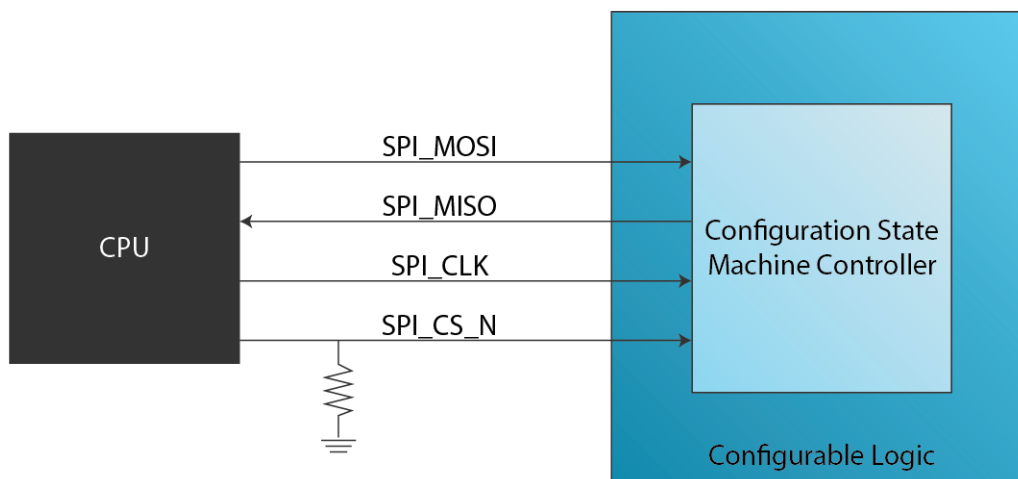 SPI_MOSI
SPI_MISO
CPU
SPI_CLK
SPI_CS_N
Configuration State
Machine Controller
Configurable Logic